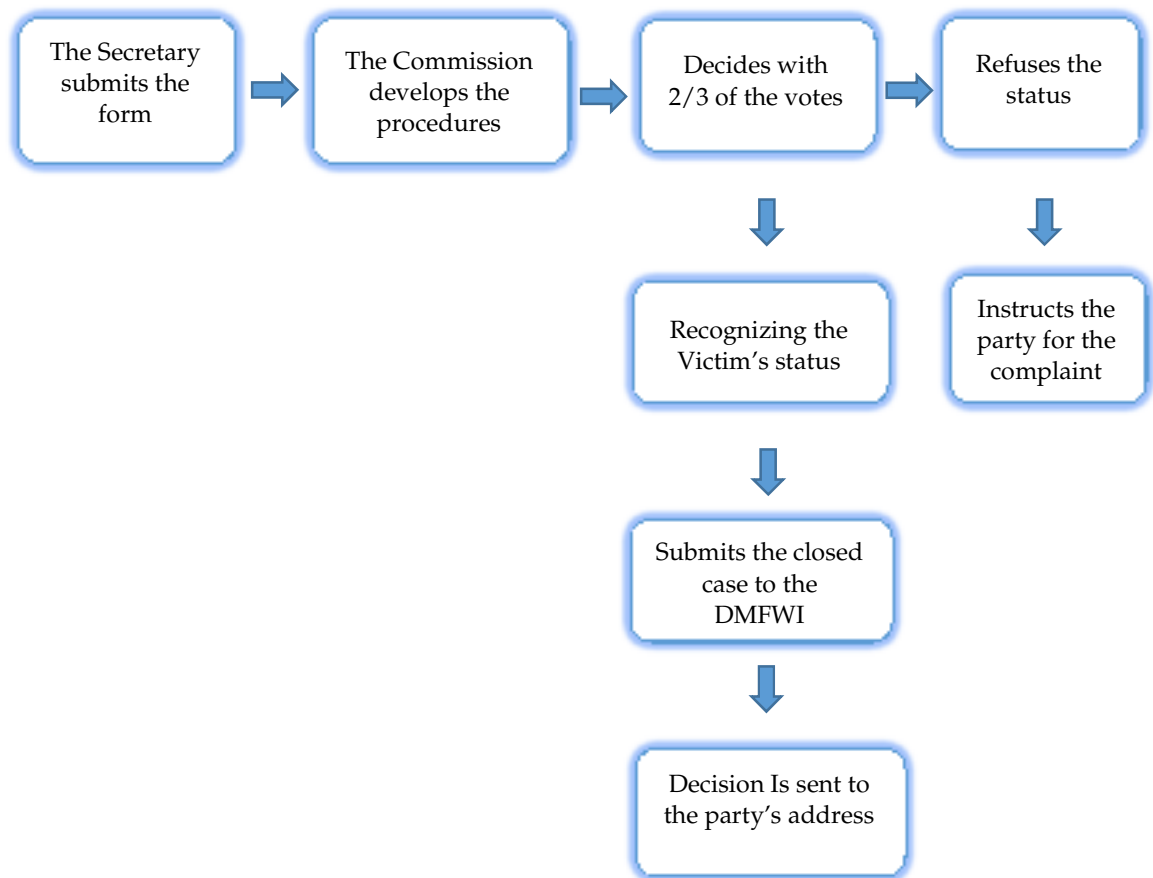 The Secretary
submits the
form
The Commission
develops the
procedures
Decides with
2/3 of the votes
Refuses the
status
Recognizing the
Victim’s status
Instructs the
party for the
complaint
Submits the closed
case to the
DMFWI
Decision Is sent to
the party’s address